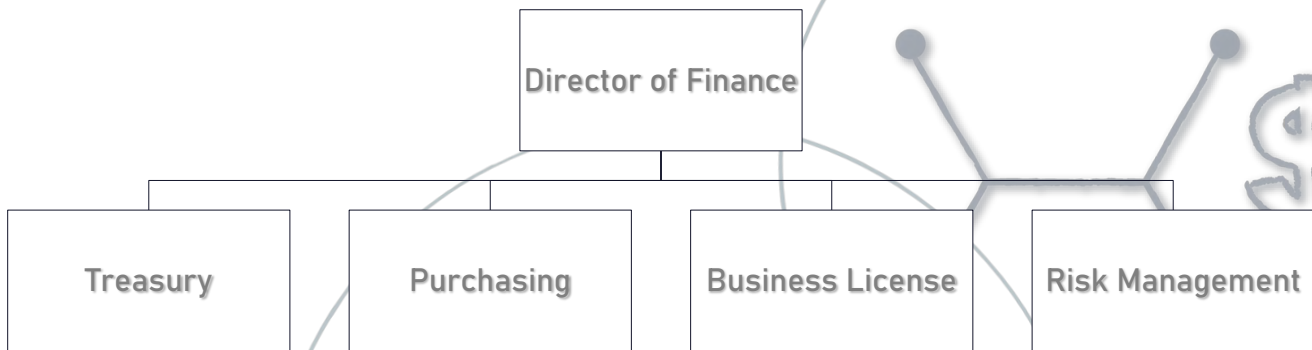 Director of Finance
Treasury
Purchasing
Business License
Risk Management
$